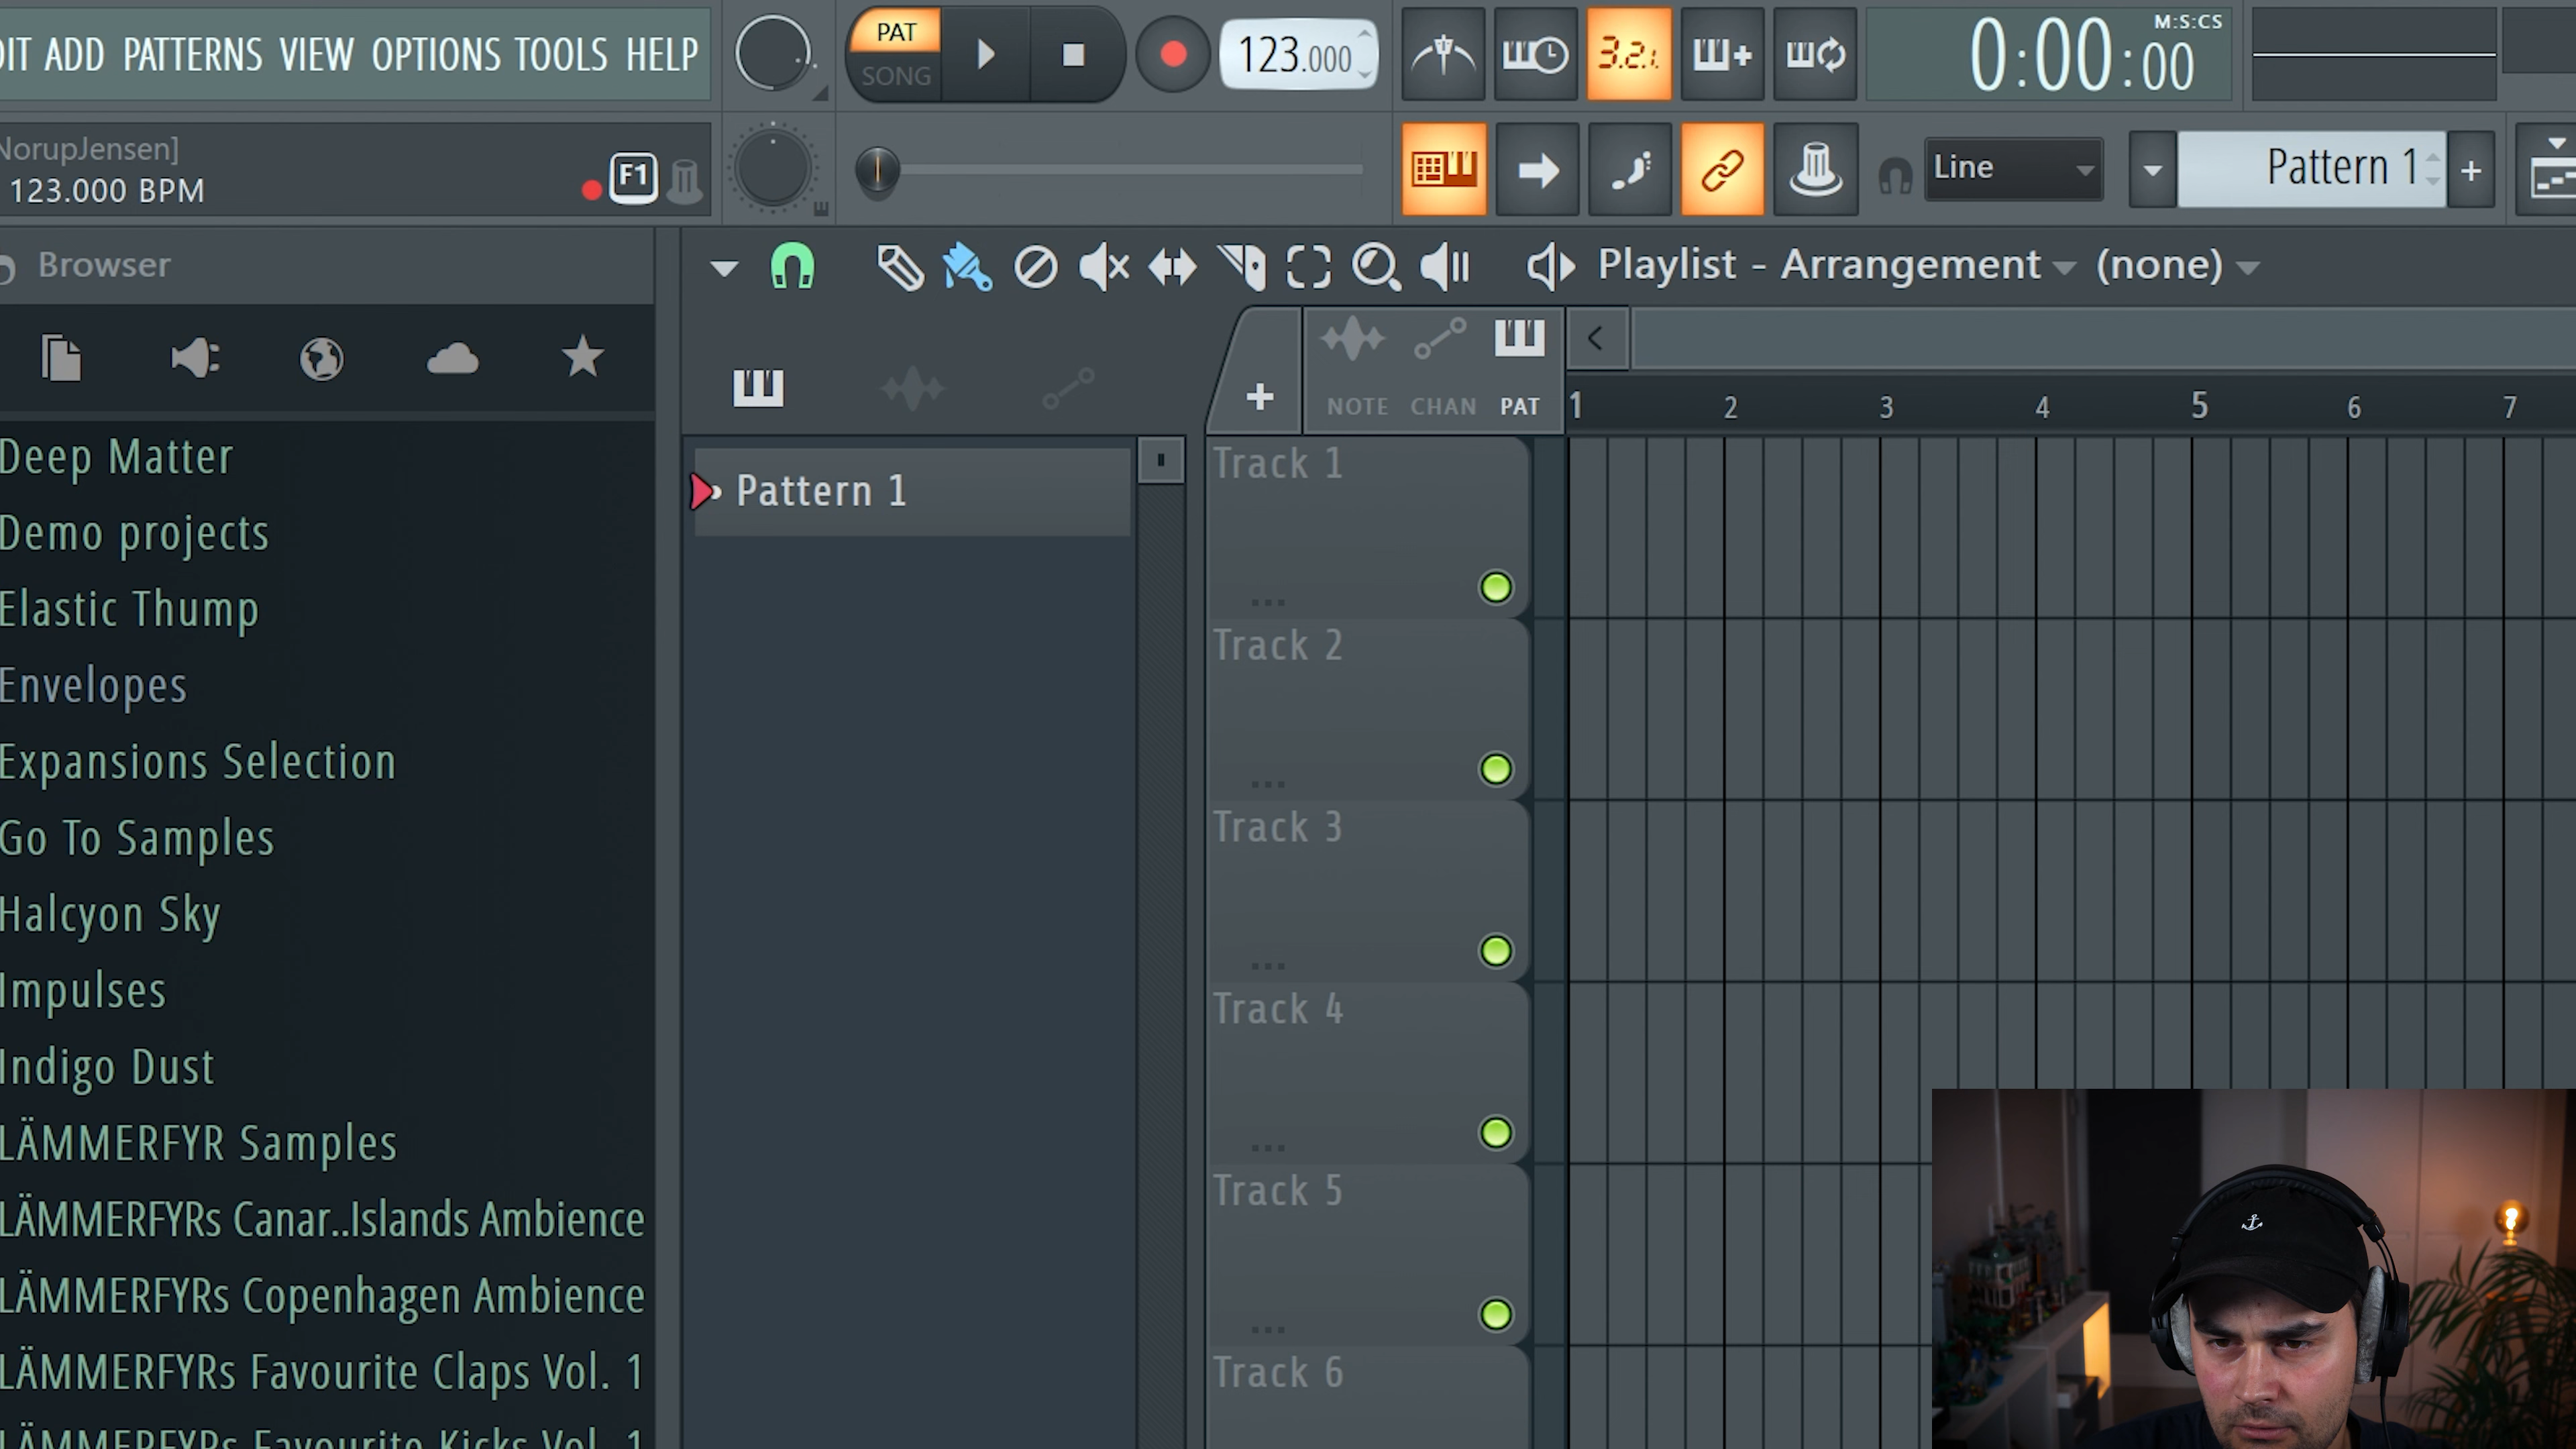 DIT ADD PATTERNS VIEW OPTIONS TOOLS HELP
PAT
SONG
123.000
3.2.1
M:S:CS
0:00:00
NorupJensen]
123.000 BPM
F1
Line
Pattern 1
Browser
Playlist - Arrangement (none)
NOTE CHAN PAT
1 2 3 4 5 6 7
Deep Matter
Demo projects
Elastic Thump
Envelopes
Expansions Selection
Go To Samples
Halcyon Sky
Impulses
Indigo Dust
LÄMMERFYR Samples
LÄMMERFYRs Canar..Islands Ambience
LÄMMERFYRs Copenhagen Ambience
LÄMMERFYRs Favourite Claps Vol. 1
LÄMMERFYRs Favourite Kicks Vol. 1
Pattern 1
Track 1
...
Track 2
...
Track 3
...
Track 4
...
Track 5
...
Track 6